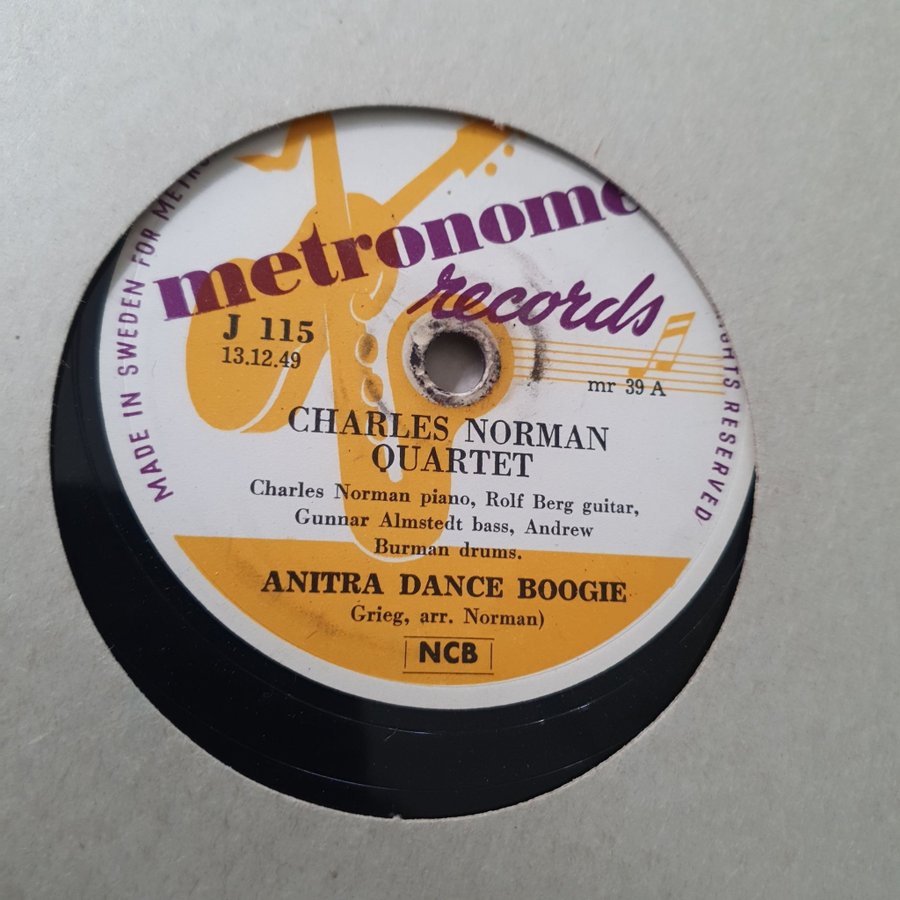 MADE IN SWEDEN FOR METRO
metronome
records
J 115
13.12.49
mr 39 A
CHARLES NORMAN
QUARTET
Charles Norman piano, Rolf Berg guitar,
Gunnar Almstedt bass, Andrew
Burman drums.
ANITRA DANCE BOOGIE
Grieg, arr. Norman)
NCB
GHTS RESERVED